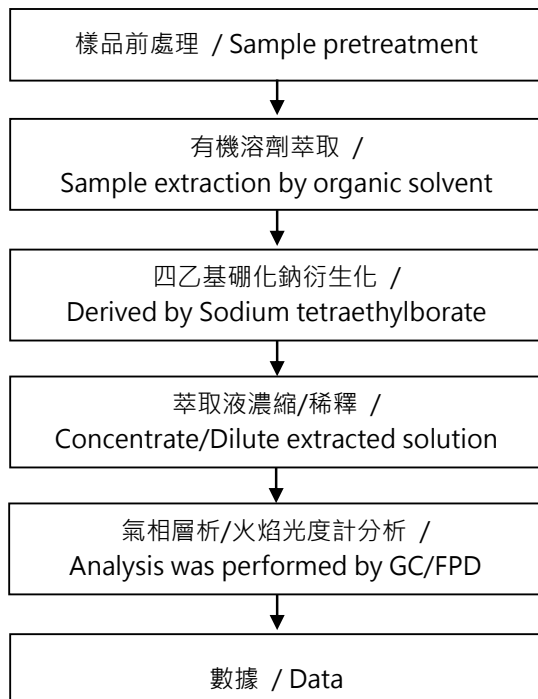 樣品前處理 / Sample pretreatment
有機溶劑萃取 /
Sample extraction by organic solvent
四乙基硼化鈉衍生化 /
Derived by Sodium tetraethylborate
萃取液濃縮/稀釋 /
Concentrate/Dilute extracted solution
氣相層析/火焰光度計分析 /
Analysis was performed by GC/FPD
數據 / Data